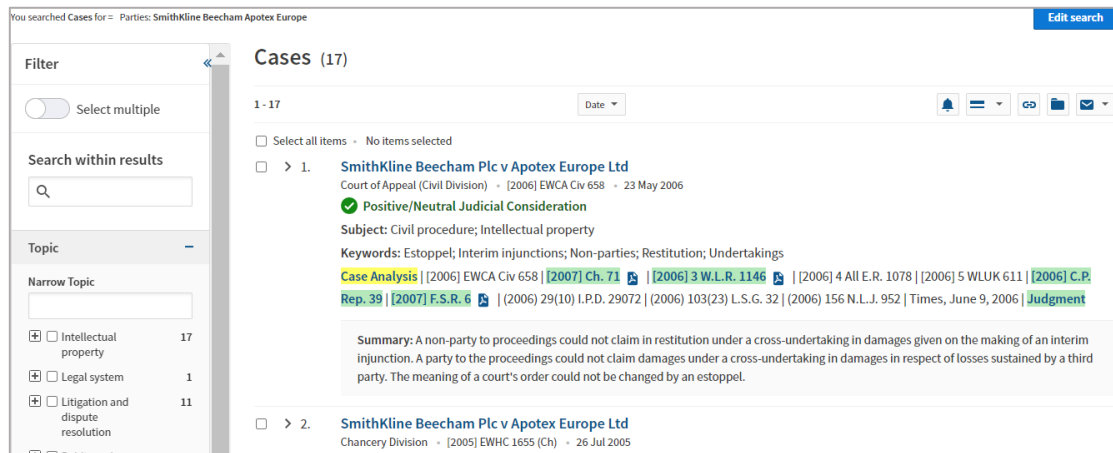 You searched Cases for = Parties: SmithKline Beecham Apotex Europe
Edit search
Filter
Select multiple
Search within results
Topic
Narrow Topic
Intellectual property 17
Legal system 1
Litigation and dispute resolution 11
Cases (17)
1 - 17
Date
Select all items • No items selected
1. SmithKline Beecham Plc v Apotex Europe Ltd
Court of Appeal (Civil Division) • [2006] EWCA Civ 658 • 23 May 2006
Positive/Neutral Judicial Consideration
Subject: Civil procedure; Intellectual property
Keywords: Estoppel; Interim injunctions; Non-parties; Restitution; Undertakings
Case Analysis | [2006] EWCA Civ 658 | [2007] Ch. 71 | [2006] 3 W.L.R. 1146 | [2006] 4 All E.R. 1078 | [2006] 5 WLUK 611 | [2006] C.P.
Rep. 39 | [2007] F.S.R. 6 | (2006) 29(10) I.P.D. 29072 | (2006) 103(23) L.S.G. 32 | (2006) 156 N.L.J. 952 | Times, June 9, 2006 | Judgment
Summary: A non-party to proceedings could not claim in restitution under a cross-undertaking in damages given on the making of an interim
injunction. A party to the proceedings could not claim damages under a cross-undertaking in damages in respect of losses sustained by a third
party. The meaning of a court's order could not be changed by an estoppel.
2. SmithKline Beecham Plc v Apotex Europe Ltd
Chancery Division • [2005] EWHC 1655 (Ch) • 26 Jul 2005